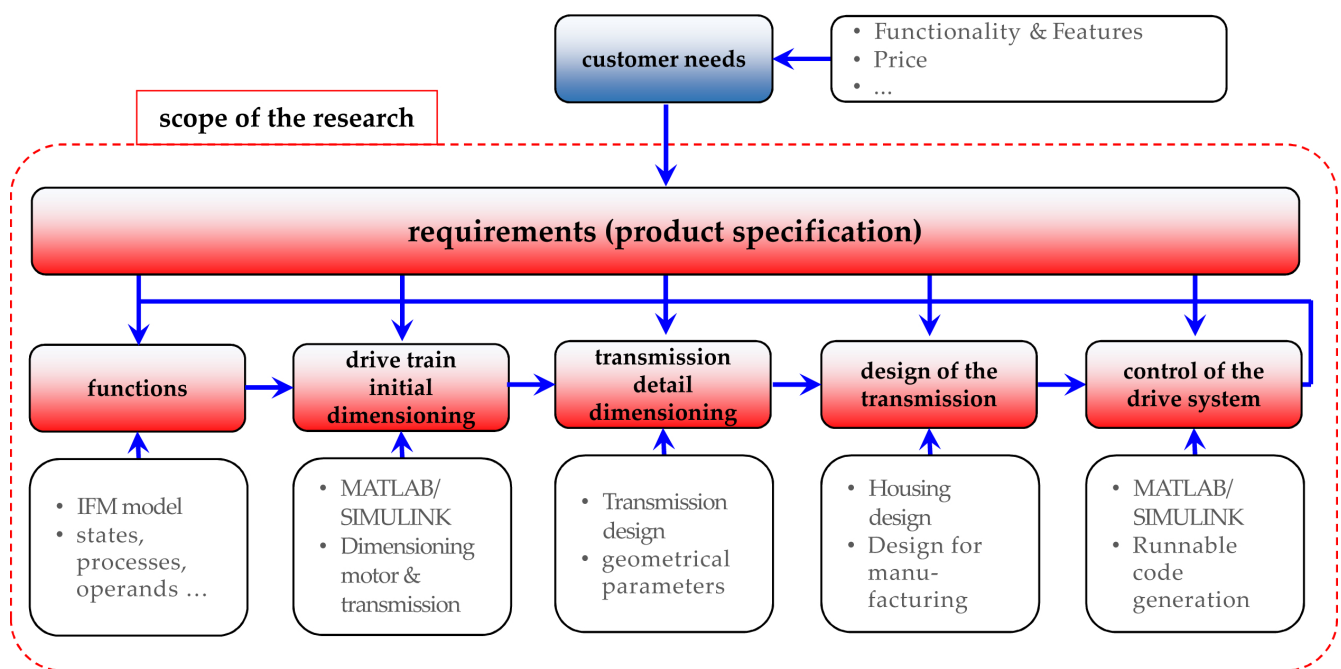 • Functionality & Features
customer needs
• Price
• ...
scope of the research
requirements (product specification)
functions
drive train
initial
dimensioning
transmission
detail
dimensioning
design of the
transmission
control of the
drive system
• IFM model
• states,
processes,
operands ...
• MATLAB/
SIMULINK
• Dimensioning
motor &
transmission
• Transmission
design
• geometrical
parameters
• Housing
design
• Design for
manu-
facturing
• MATLAB/
SIMULINK
• Runnable
code
generation